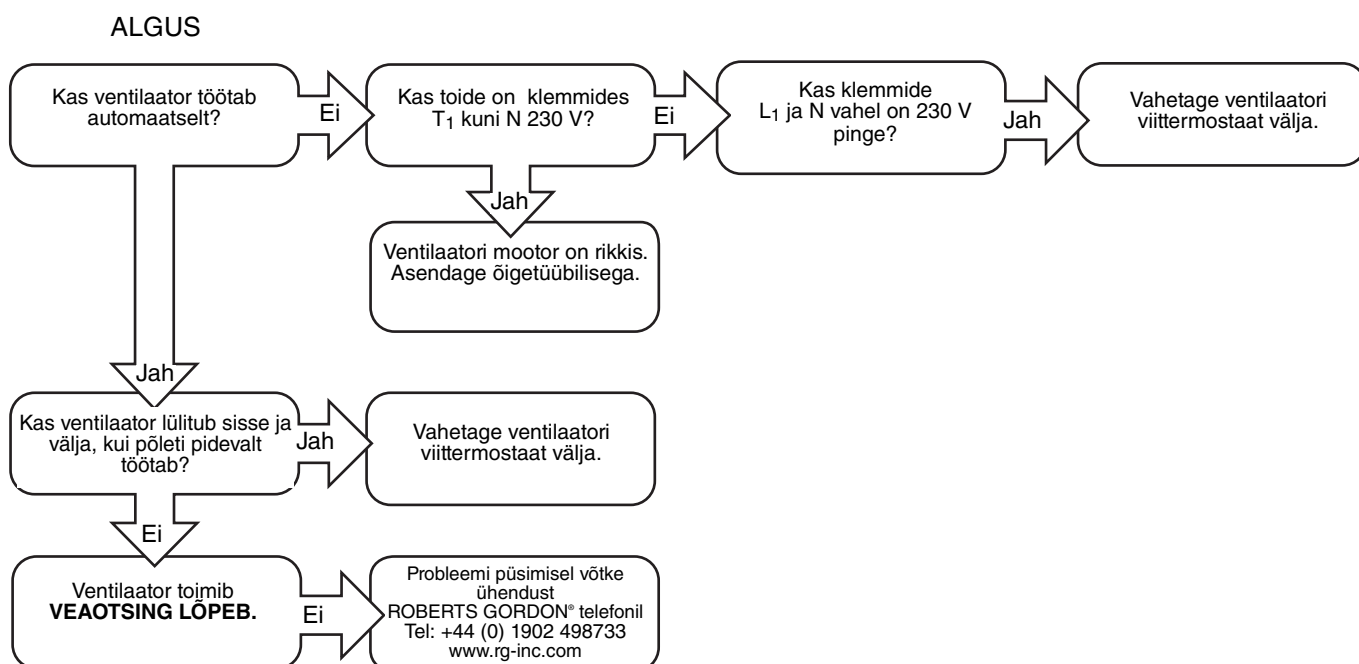 ALGUS
Kas ventilaator töötab
automaatselt?
Ei
Kas toide on klemmides
T1 kuni N 230 V?
Ei
Kas klemmide
L1 ja N vahel on 230 V
pinge?
Jah
Vahetage ventilaatori
viittermostaat välja.
Jah
Ventilaatori mootor on rikkis.
Asendage õigetüübilisega.
Jah
Kas ventilaator lülitub sisse ja
välja, kui põleti pidevalt
töötab?
Jah
Vahetage ventilaatori
viittermostaat välja.
Ei
Ventilaator toimib
VEAOTSING LÕPEB.
Ei
Probleemi püsimisel võtke
ühendust
ROBERTS GORDON® telefonil
Tel: +44 (0) 1902 498733
www.rg-inc.com